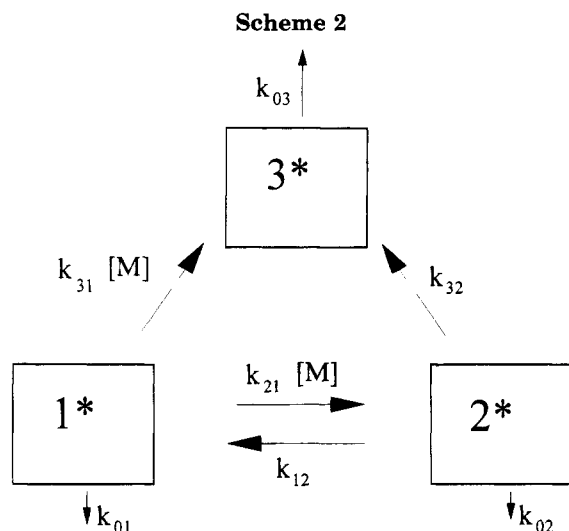 Scheme 2
k₀₃
3*
k₃₁ [M]
k₃₂
k₂₁ [M]
1*
2*
k₁₂
k₀₁
k₀₂